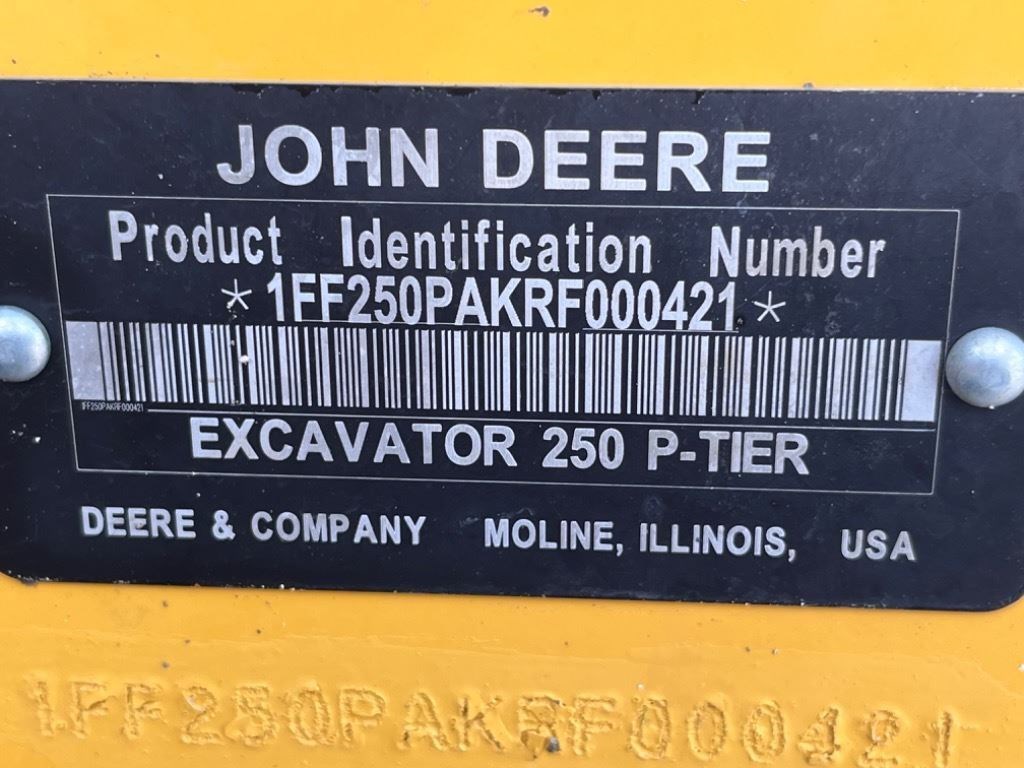 JOHN DEERE
Product Identification Number
* 1FF250PAKRF000421 *
1FF250PAKRF000421
EXCAVATOR 250 P-TIER
DEERE & COMPANY MOLINE, ILLINOIS, USA
1FF250PAKRF000421